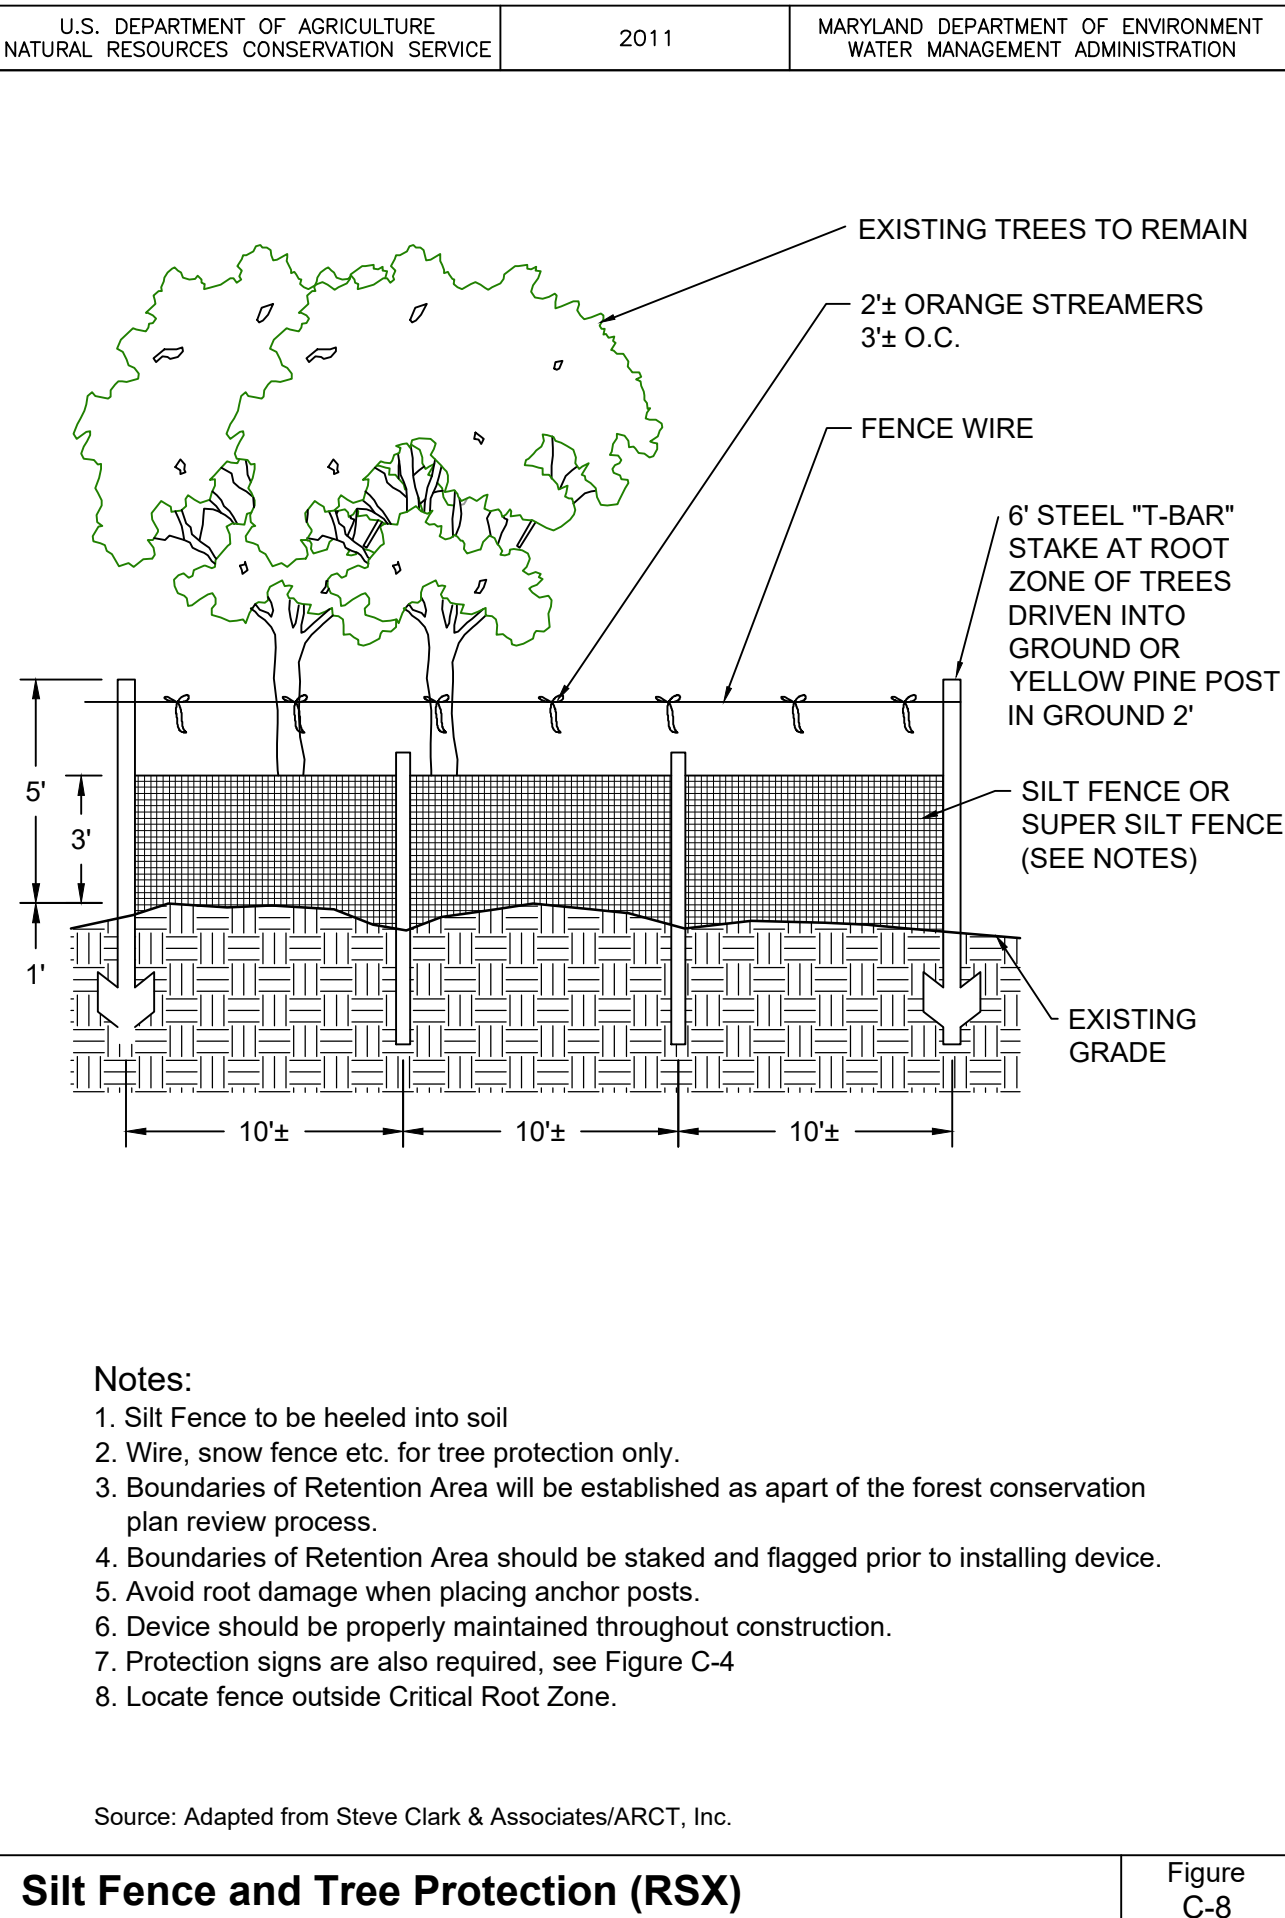 U.S. DEPARTMENT OF AGRICULTURE
NATURAL RESOURCES CONSERVATION SERVICE
2011
MARYLAND DEPARTMENT OF ENVIRONMENT
WATER MANAGEMENT ADMINISTRATION
EXISTING TREES TO REMAIN
2'± ORANGE STREAMERS
3'± O.C.
FENCE WIRE
6' STEEL "T-BAR"
STAKE AT ROOT
ZONE OF TREES
DRIVEN INTO
GROUND OR
YELLOW PINE POST
IN GROUND 2'
5'
3'
1'
SILT FENCE OR
SUPER SILT FENCE
(SEE NOTES)
EXISTING
GRADE
10'±
10'±
10'±
Notes:
1. Silt Fence to be heeled into soil
2. Wire, snow fence etc. for tree protection only.
3. Boundaries of Retention Area will be established as apart of the forest conservation
plan review process.
4. Boundaries of Retention Area should be staked and flagged prior to installing device.
5. Avoid root damage when placing anchor posts.
6. Device should be properly maintained throughout construction.
7. Protection signs are also required, see Figure C-4
8. Locate fence outside Critical Root Zone.
Source: Adapted from Steve Clark & Associates/ARCT, Inc.
Silt Fence and Tree Protection (RSX)
Figure
C-8